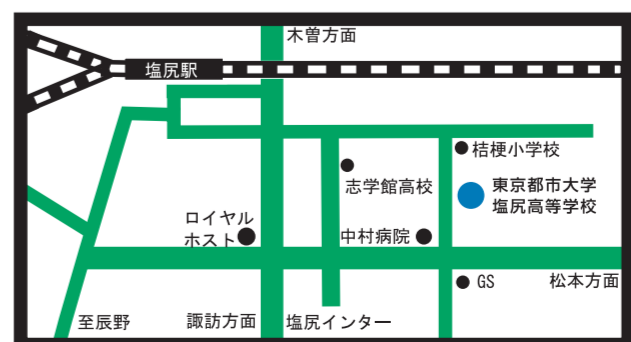 木曽方面
塩尻駅
桔梗小学校
志学館高校
東京都市大学
塩尻高等学校
ロイヤル
ホスト
中村病院
GS
松本方面
至辰野
諏訪方面
塩尻インター